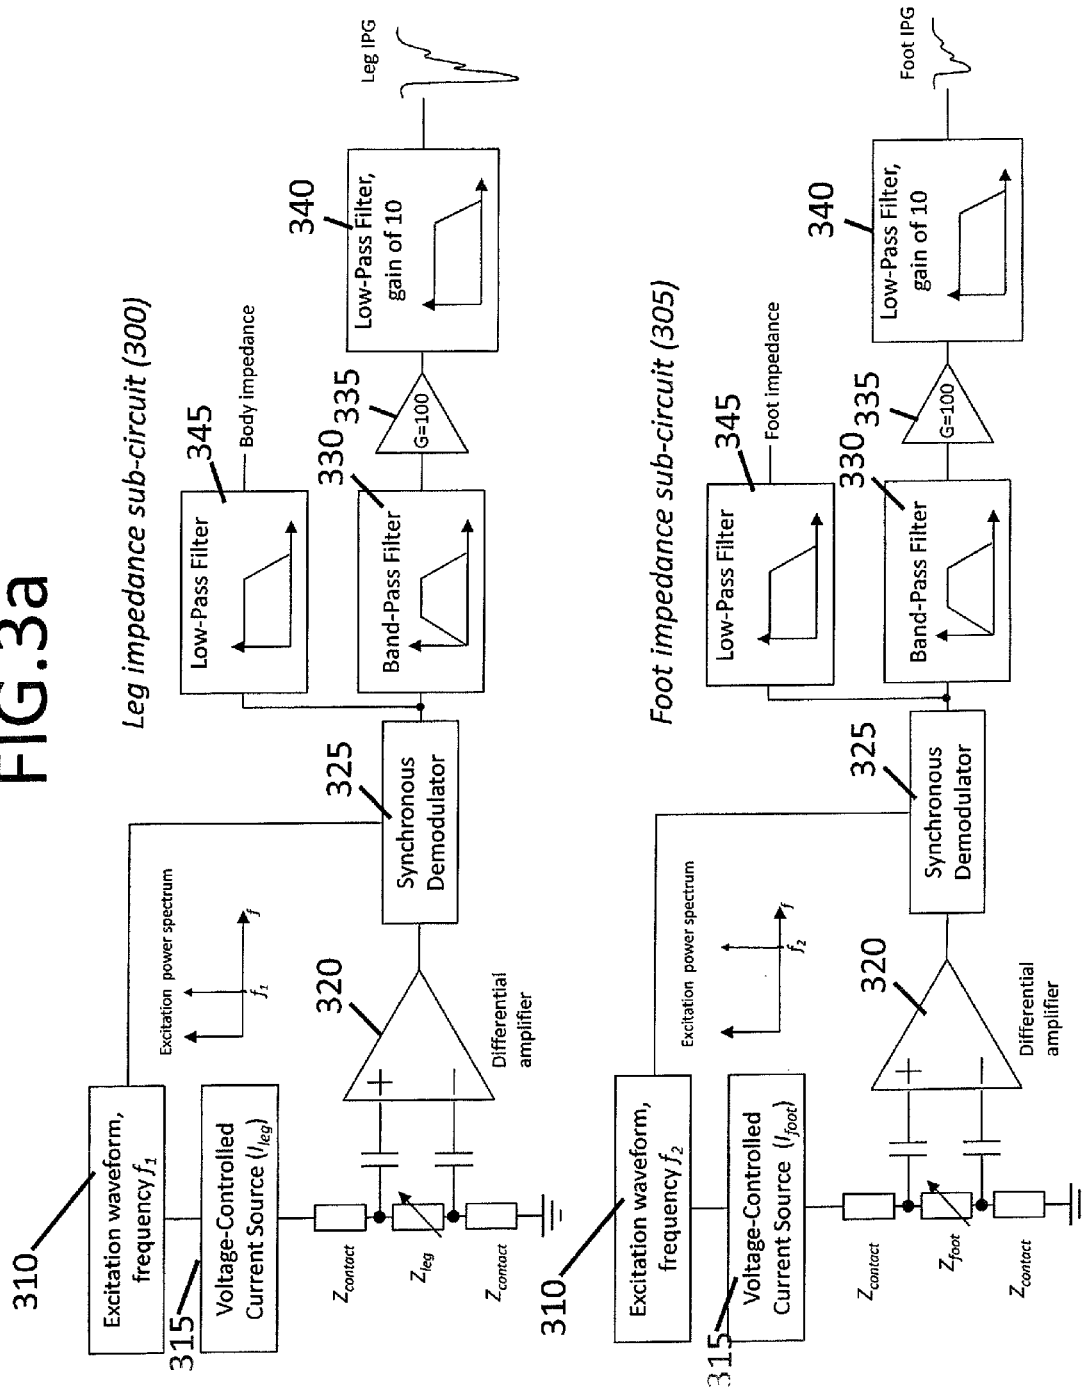 FIG.3a
Leg impedance sub-circuit (300)
310
Excitation waveform,
frequency f1
315
Voltage-Controlled
Current Source (Ileg)
Excitation power spectrum
f1
f
Zcontact
Zleg
Zcontact
+
−
320
Differential
amplifier
325
Synchronous
Demodulator
345
Low-Pass Filter
Body impedance
330
Band-Pass Filter
335
G=100
340
Low-Pass Filter,
gain of 10
Leg IPG
Foot impedance sub-circuit (305)
310
Excitation waveform,
frequency f2
315
Voltage-Controlled
Current Source (Ifoot)
Excitation power spectrum
f2
f
Zcontact
Zfoot
Zcontact
+
−
320
Differential
amplifier
325
Synchronous
Demodulator
345
Low-Pass Filter
Foot impedance
330
Band-Pass Filter
335
G=100
340
Low-Pass Filter,
gain of 10
Foot IPG